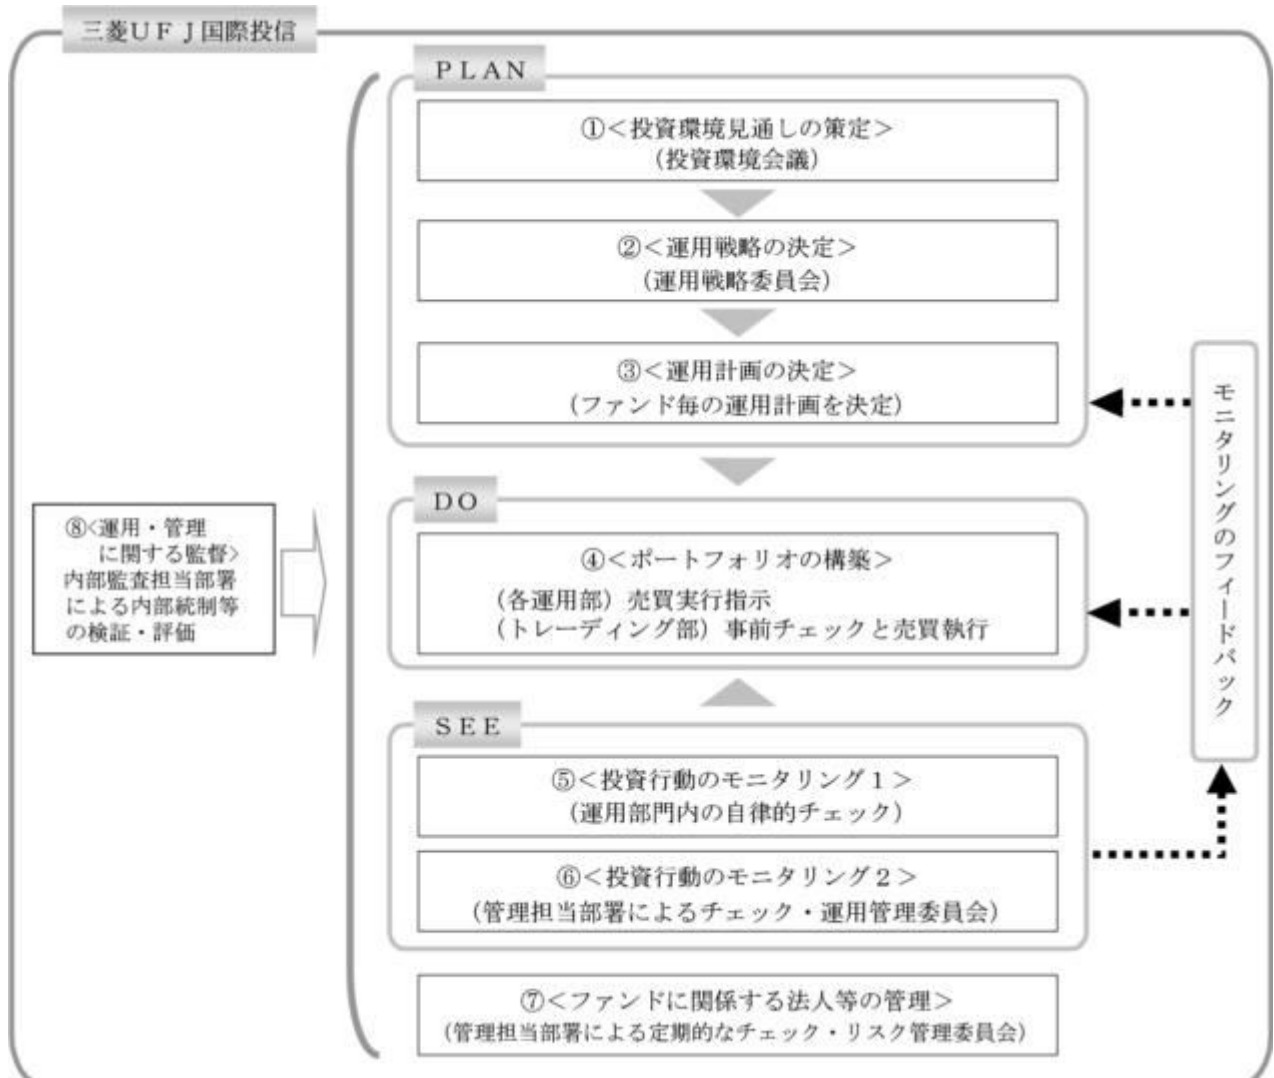 三菱ＵＦＪ国際投信
ＰＬＡＮ
①＜投資環境見通しの策定＞
（投資環境会議）
②＜運用戦略の決定＞
（運用戦略委員会）
③＜運用計画の決定＞
（ファンド毎の運用計画を決定）
ＤＯ
④＜ポートフォリオの構築＞
（各運用部）売買実行指示
（トレーディング部）事前チェックと売買執行
ＳＥＥ
⑤＜投資行動のモニタリング１＞
（運用部門内の自律的チェック）
⑥＜投資行動のモニタリング２＞
（管理担当部署によるチェック・運用管理委員会）
⑦＜ファンドに関係する法人等の管理＞
（管理担当部署による定期的なチェック・リスク管理委員会）
⑧<運用・管理
に関する監督>
内部監査担当部署
による内部統制等
の検証・評価
モニタリングのフィードバック